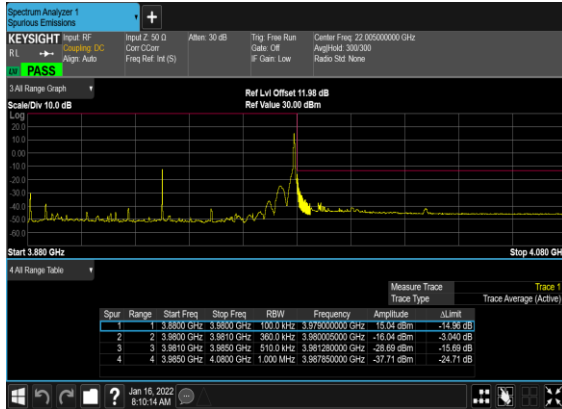 Spectrum Analyzer 1
Spurious Emissions
+
KEYSIGHT Input: RF Input Z: 50 Ω Atten: 30 dB Trig: Free Run Center Freq: 22.005000000 GHz
RL Coupling: DC Corr CCorr Gate: Off Avg|Hold: 300/300
Align: Auto Freq Ref: Int (S) IF Gain: Low Radio Std: None
PASS
3 All Range Graph Ref Lvl Offset 11.98 dB
Scale/Div 10.0 dB Ref Value 30.00 dBm
Log
20.0
10.0
0.00
-10.0
-20.0
-30.0
-40.0
-50.0
-60.0
Start 3.880 GHz Stop 4.080 GH
4 All Range Table
Measure Trace Trace 1
Trace Type Trace Average (Active)
Spur Range Start Freq Stop Freq RBW Frequency Amplitude ΔLimit
1 1 3.8800 GHz 3.9800 GHz 100.0 kHz 3.979000000 GHz 15.04 dBm -14.96 dB
2 2 3.9800 GHz 3.9810 GHz 360.0 kHz 3.980005000 GHz -16.04 dBm -3.040 dB
3 3 3.9810 GHz 3.9850 GHz 510.0 kHz 3.981280000 GHz -28.69 dBm -15.69 dB
4 4 3.9850 GHz 4.0800 GHz 1.000 MHz 3.987850000 GHz -37.71 dBm -24.71 dB
? Jan 16, 2022
8:10:14 AM